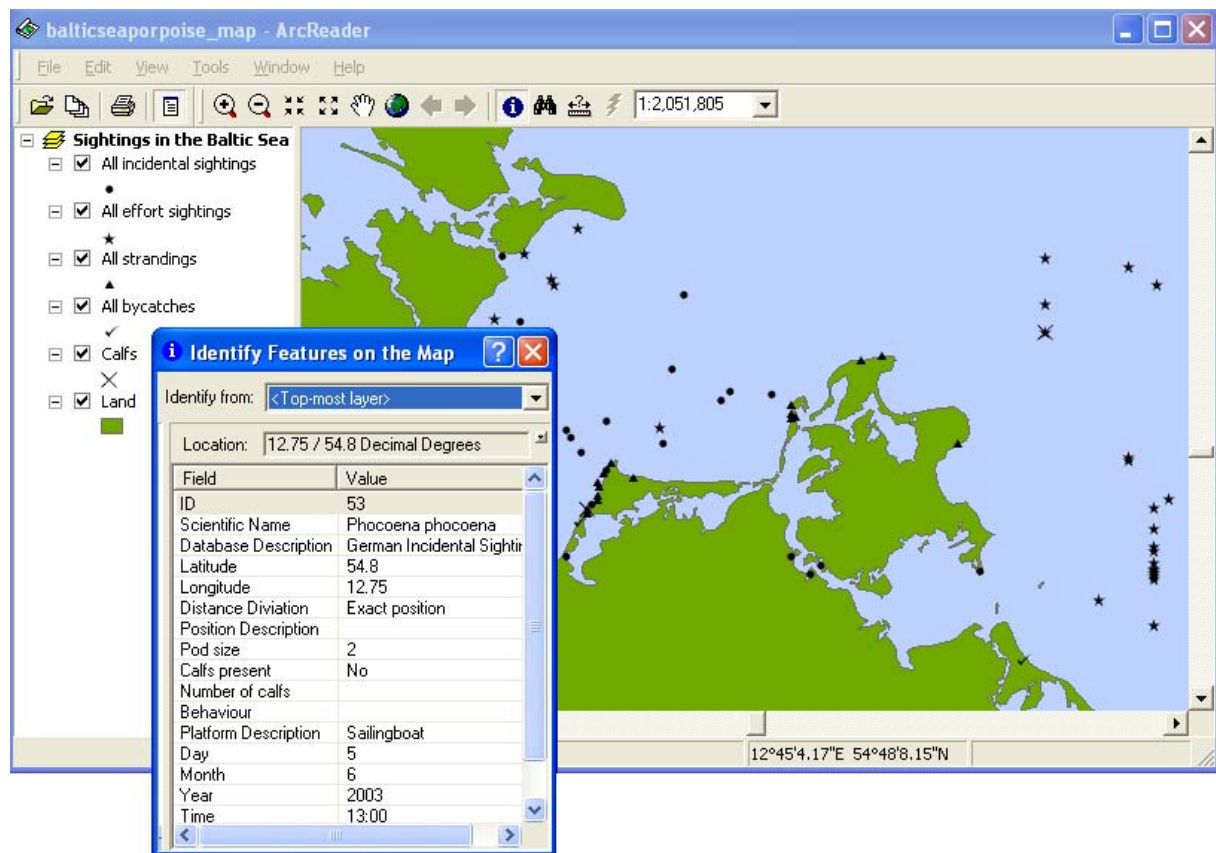 balticseaporpoise_map - ArcReader
File Edit View Tools Window Help
1:2,051,805
Sightings in the Baltic Sea
All incidental sightings
All effort sightings
All strandings
All bycatches
Calfs
Land
Identify Features on the Map
Identify from: <Top-most layer>
Location: 12.75 / 54.8 Decimal Degrees
Field Value
ID 53
Scientific Name Phocoena phocoena
Database Description German Incidental Sightin
Latitude 54.8
Longitude 12.75
Distance Diviation Exact position
Position Description
Pod size 2
Calfs present No
Number of calfs
Behaviour
Platform Description Sailingboat
Day 5
Month 6
Year 2003
Time 13:00
12°45'4.17"E 54°48'8.15"N